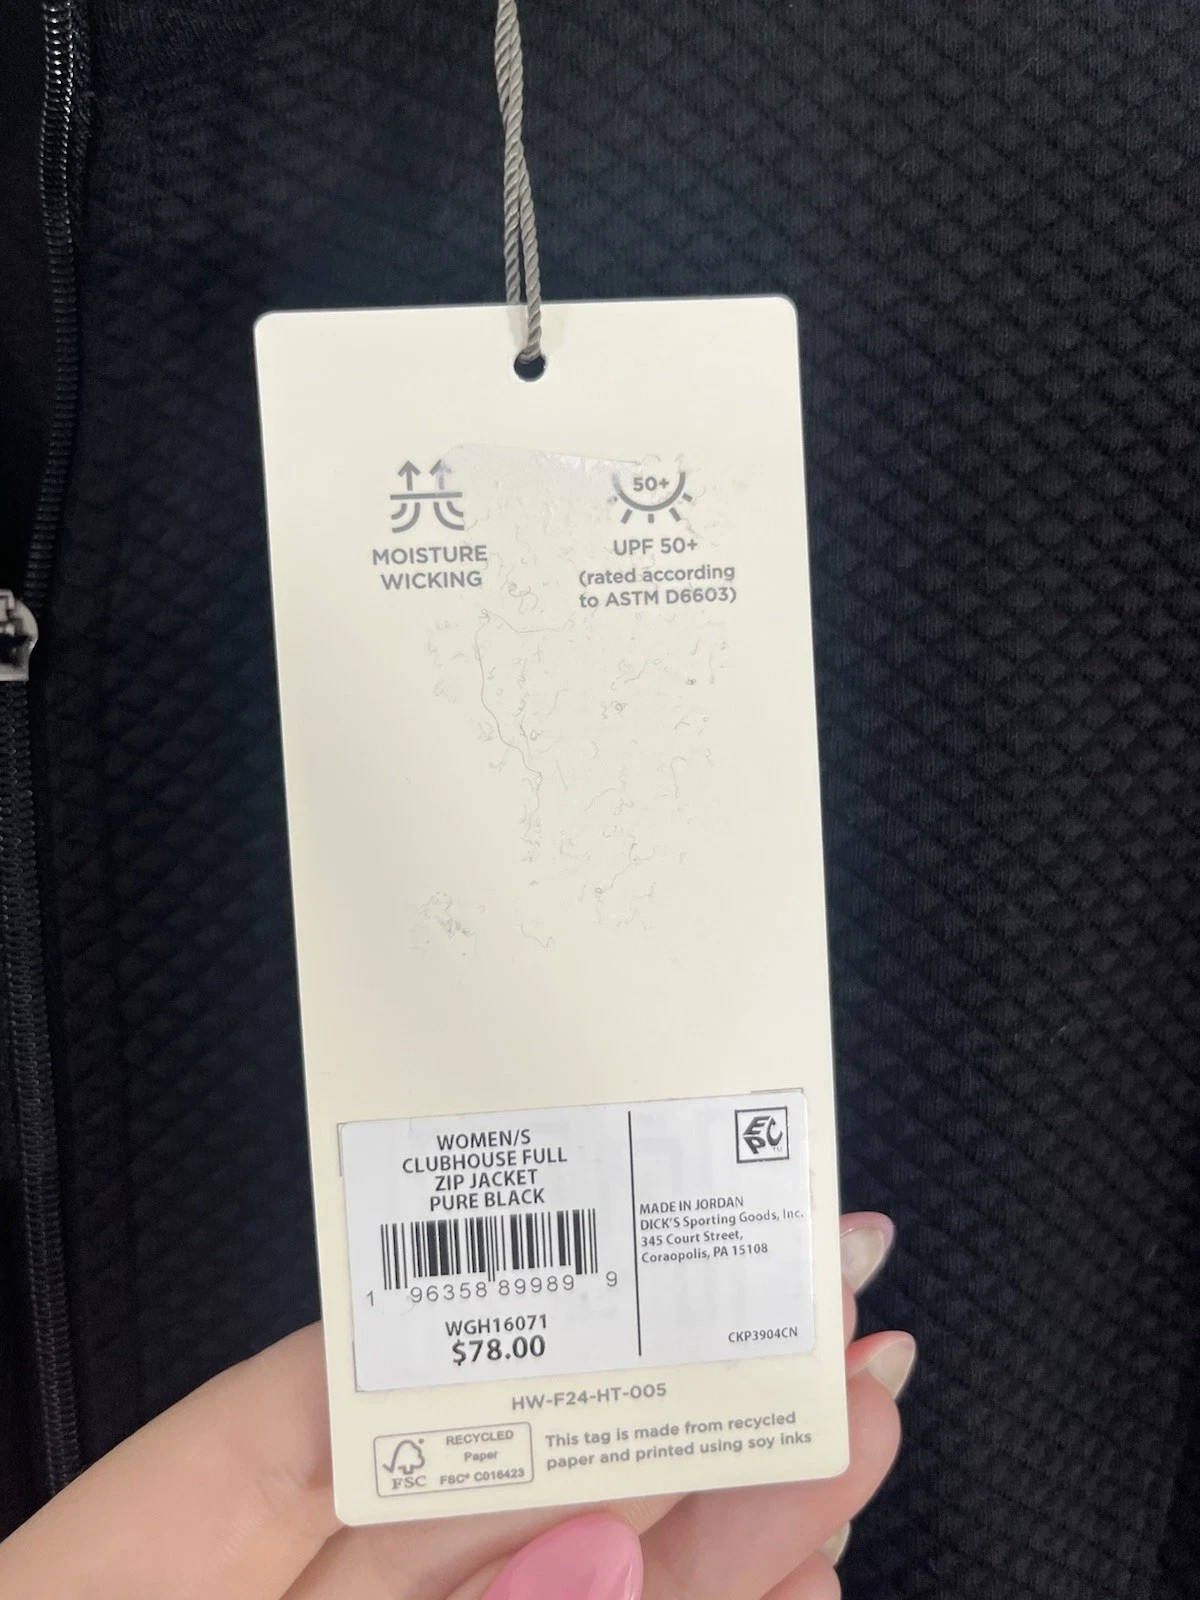 50+
MOISTURE
WICKING
UPF 50+
(rated according
to ASTM D6603)
WOMEN/S
CLUBHOUSE FULL
ZIP JACKET
PURE BLACK
1 96358 89989 9
WGH16071
$78.00
EPC
TM
MADE IN JORDAN
DICK'S Sporting Goods, Inc.
345 Court Street,
Coraopolis, PA 15108
CKP3904CN
HW-F24-HT-005
FSC
RECYCLED
Paper
FSC® C016423
This tag is made from recycled
paper and printed using soy inks